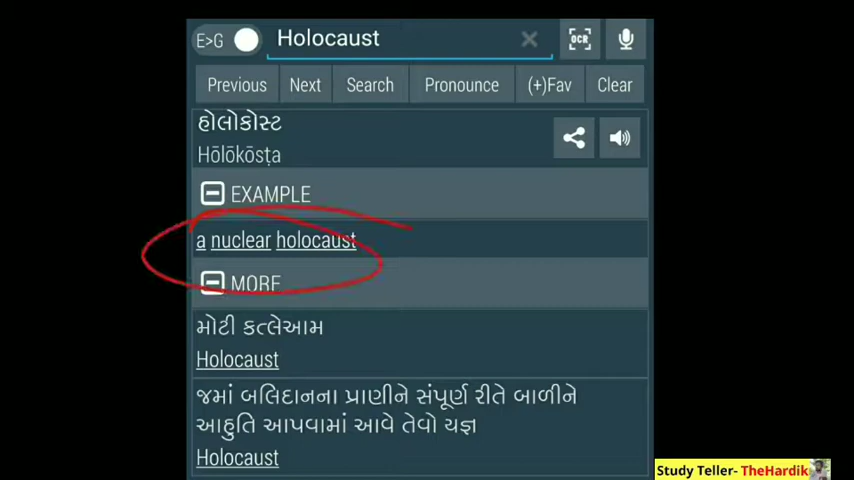 E>G Holocaust OCR
Previous Next Search Pronounce (+)Fav Clear
હોલોકોસ્ટ
Hōlōkōsṭa
EXAMPLE
a nuclear holocaust
MORE
મોટી કત્લેઆમ
Holocaust
જમાં બલિદાનના પ્રાણીને સંપૂર્ણ રીતે બાળીને
આહુતિ આપવામાં આવે તેવો યજ્ઞ
Holocaust
Study Teller- TheHardik